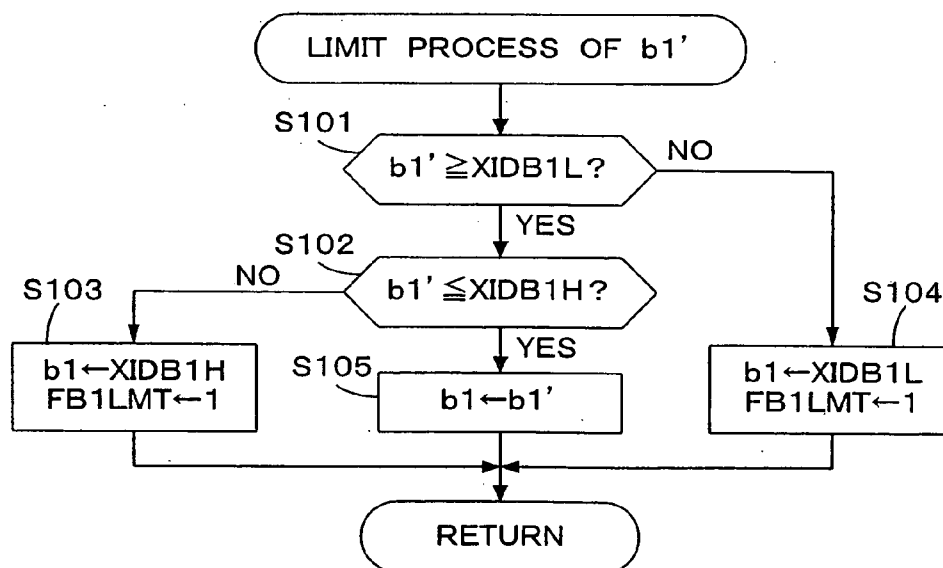 LIMIT PROCESS OF b1'
S101
b1' ≧XIDB1L?
NO
YES
S102
b1' ≦XIDB1H?
NO
YES
S103
b1←XIDB1H
FB1LMT←1
S105
b1←b1'
S104
b1←XIDB1L
FB1LMT←1
RETURN